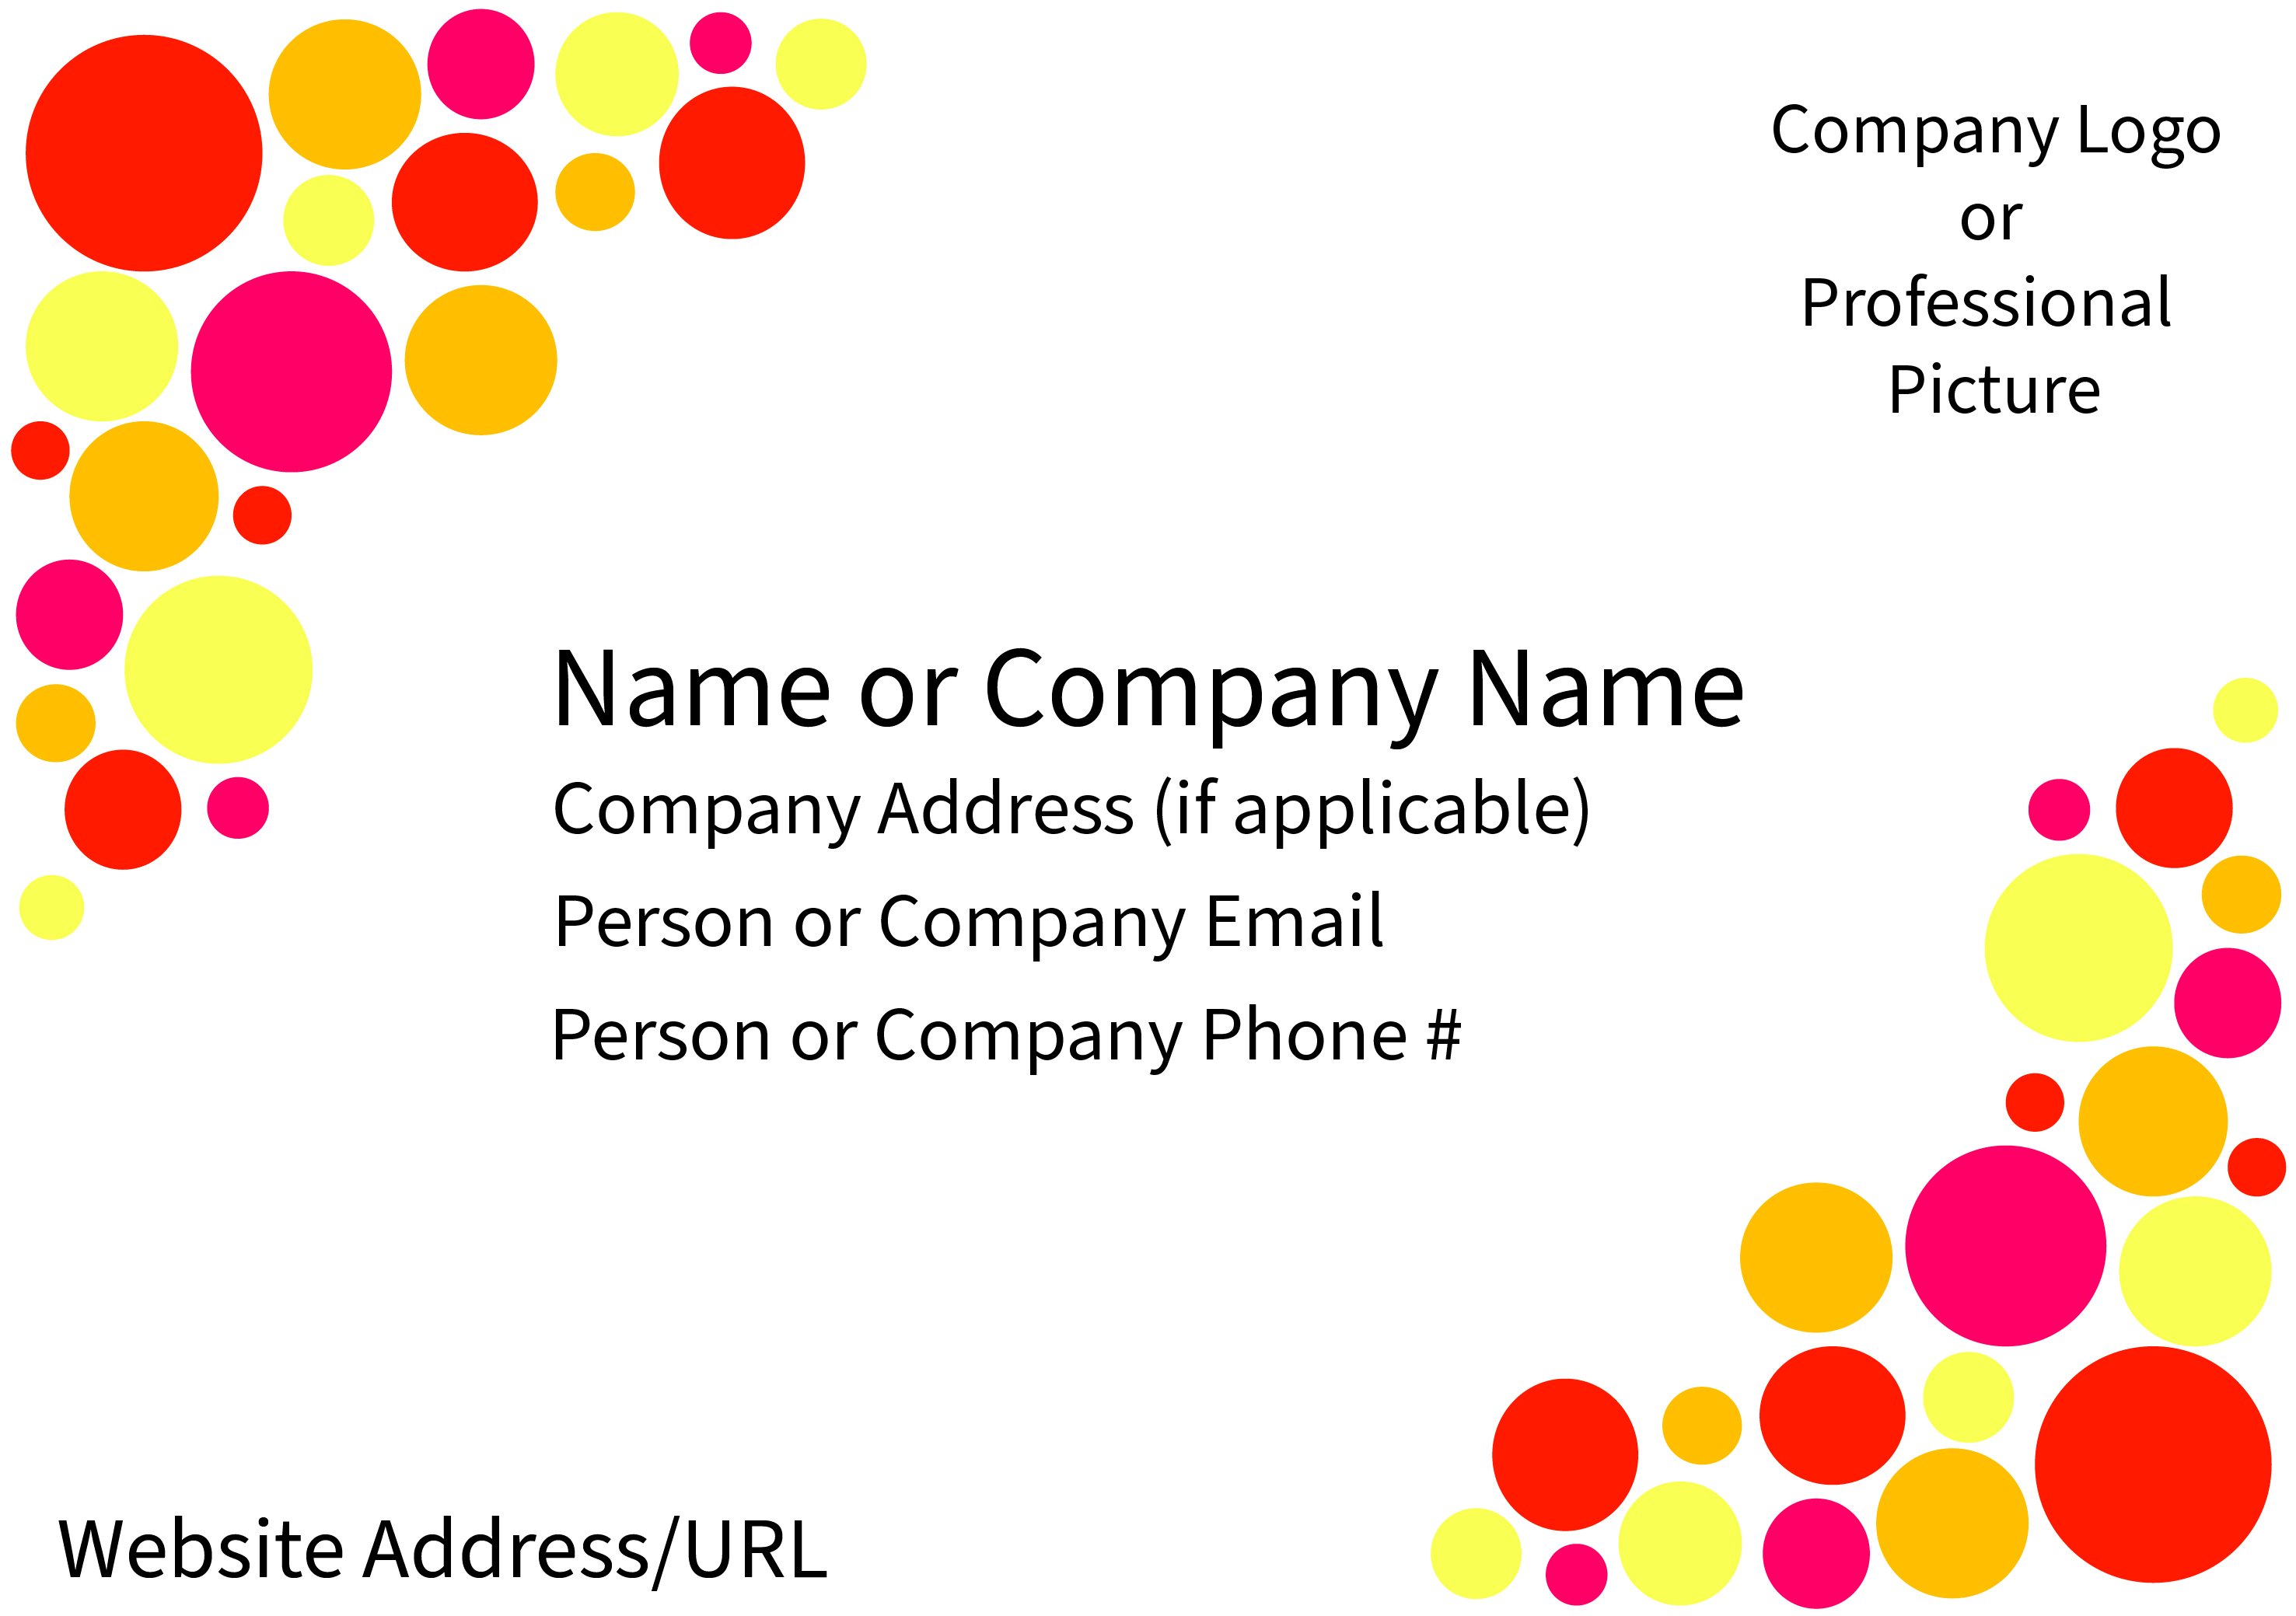 Company Logo
or
Professional
Picture
Name or Company Name
Company Address (if applicable)
Person or Company Email
Person or Company Phone #
Website Address/URL